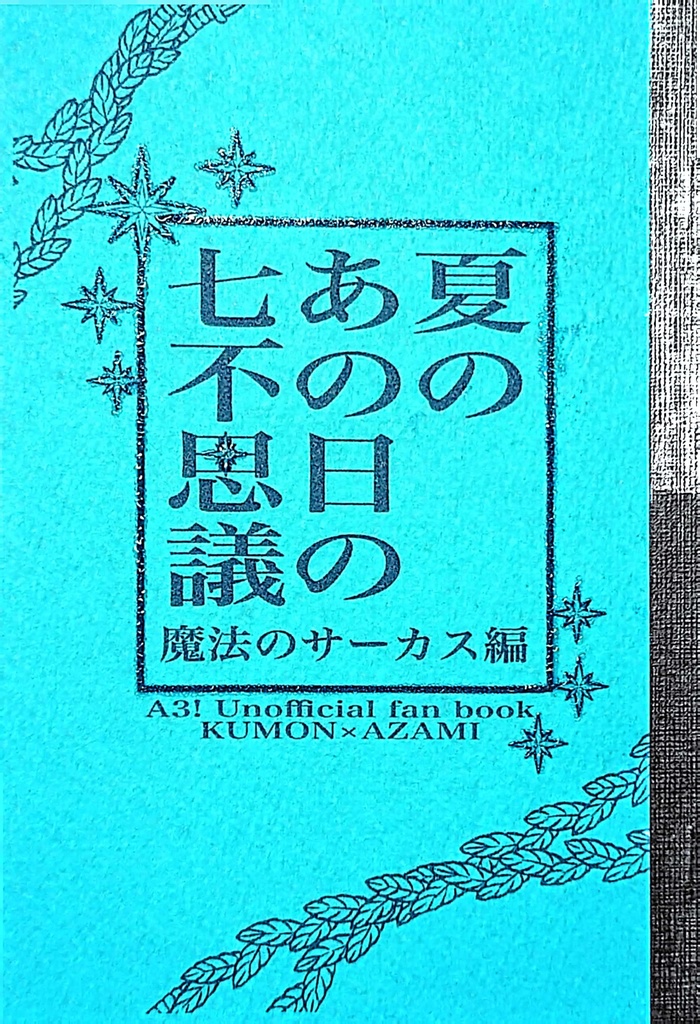 夏の
あの日の
七不思議
魔法のサーカス編
A3! Unofficial fan book
KUMON×AZAMI